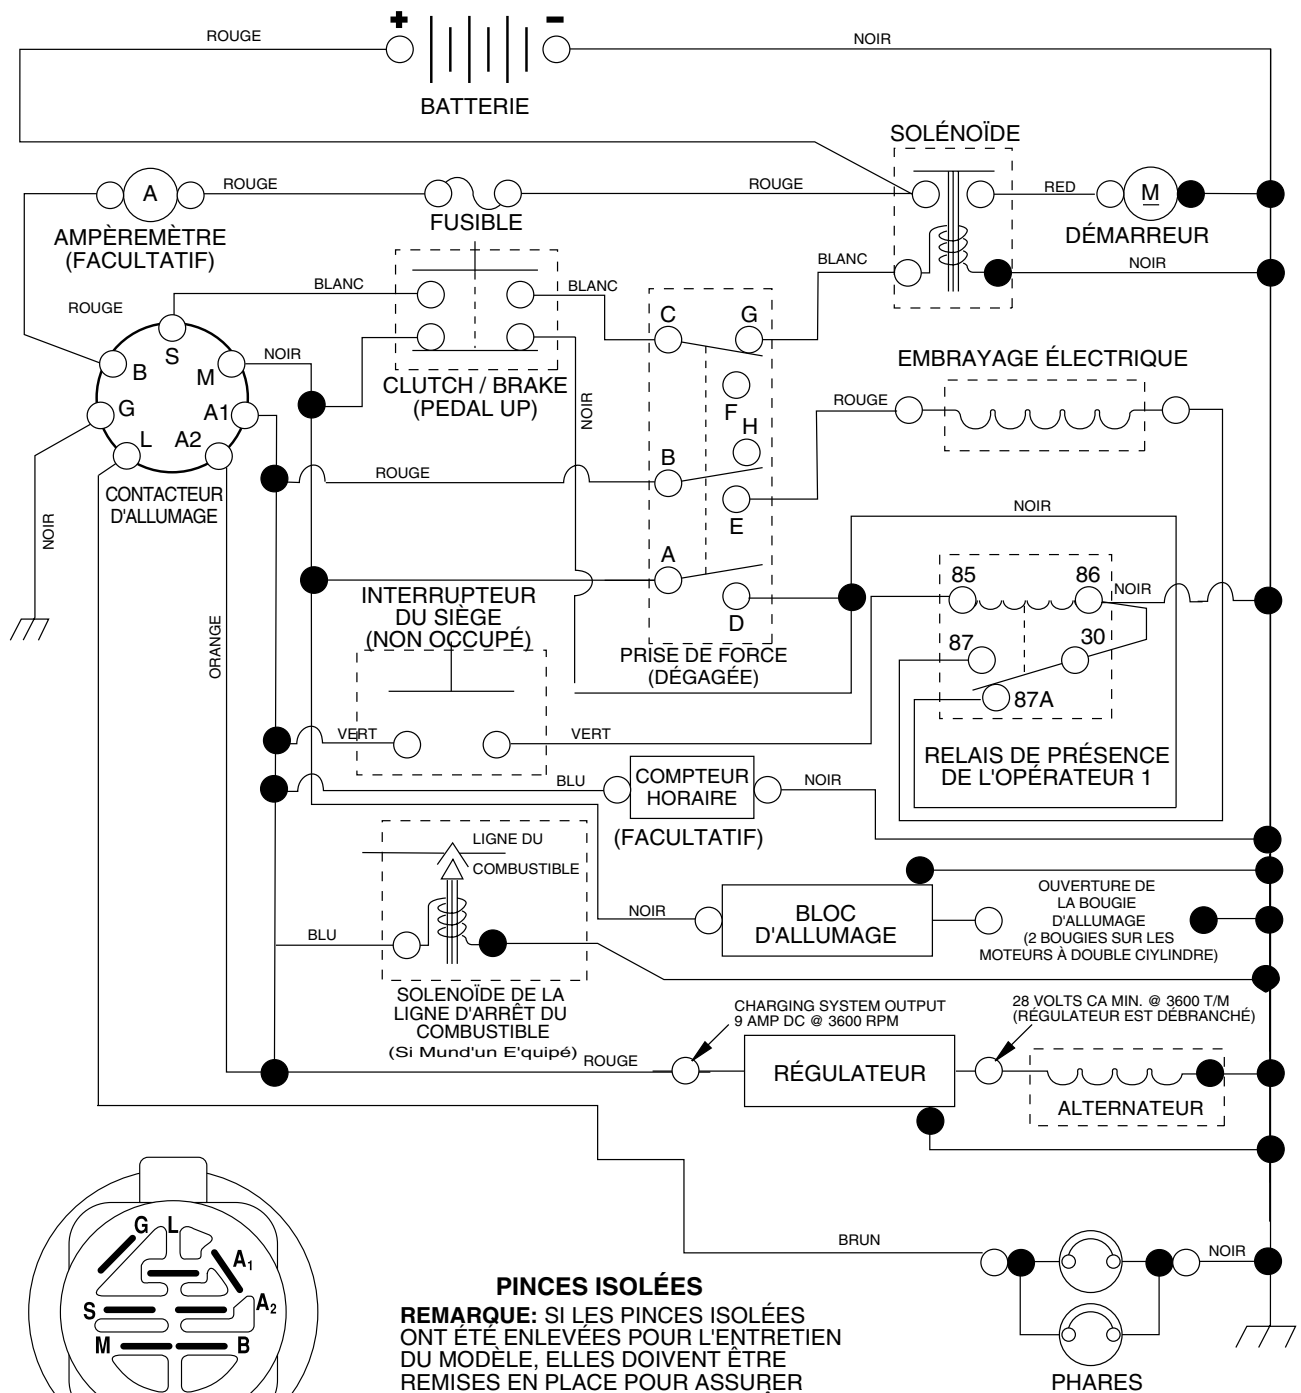 + -
ROUGE
NOIR
BATTERIE
SOLÉNOÏDE
A
ROUGE
ROUGE
RED
M
FUSIBLE
AMPÈREMÈTRE
(FACULTATIF)
DÉMARREUR
BLANC
NOIR
BLANC
BLANC
ROUGE
S
B
M
G
A1
L
A2
NOIR
CLUTCH / BRAKE
(PEDAL UP)
NOIR
C
G
F
H
B
E
A
D
EMBRAYAGE ÉLECTRIQUE
ROUGE
ROUGE
CONTACTEUR
D'ALLUMAGE
NOIR
NOIR
ORANGE
INTERRUPTEUR
DU SIÈGE
(NON OCCUPÉ)
85
86
NOIR
87
30
87A
PRISE DE FORCE
(DÉGAGÉE)
VERT
VERT
RELAIS DE PRÉSENCE
DE L'OPÉRATEUR 1
BLU
COMPTEUR
HORAIRE
NOIR
(FACULTATIF)
LIGNE DU
COMBUSTIBLE
NOIR
BLOC
D'ALLUMAGE
OUVERTURE DE
LA BOUGIE
D'ALLUMAGE
(2 BOUGIES SUR LES
MOTEURS À DOUBLE CIYLINDRE)
BLU
SOLENOÏDE DE LA
LIGNE D'ARRÊT DU
COMBUSTIBLE
(Si Mund'un E'quipé)
CHARGING SYSTEM OUTPUT
9 AMP DC @ 3600 RPM
28 VOLTS CA MIN. @ 3600 T/M
(RÉGULATEUR EST DÉBRANCHÉ)
ROUGE
RÉGULATEUR
ALTERNATEUR
BRUN
NOIR
PHARES
G
L
A1
S
A2
M
B
PINCES ISOLÉES
REMARQUE: SI LES PINCES ISOLÉES
ONT ÉTÉ ENLEVÉES POUR L'ENTRETIEN
DU MODÈLE, ELLES DOIVENT ÊTRE
REMISES EN PLACE POUR ASSURER